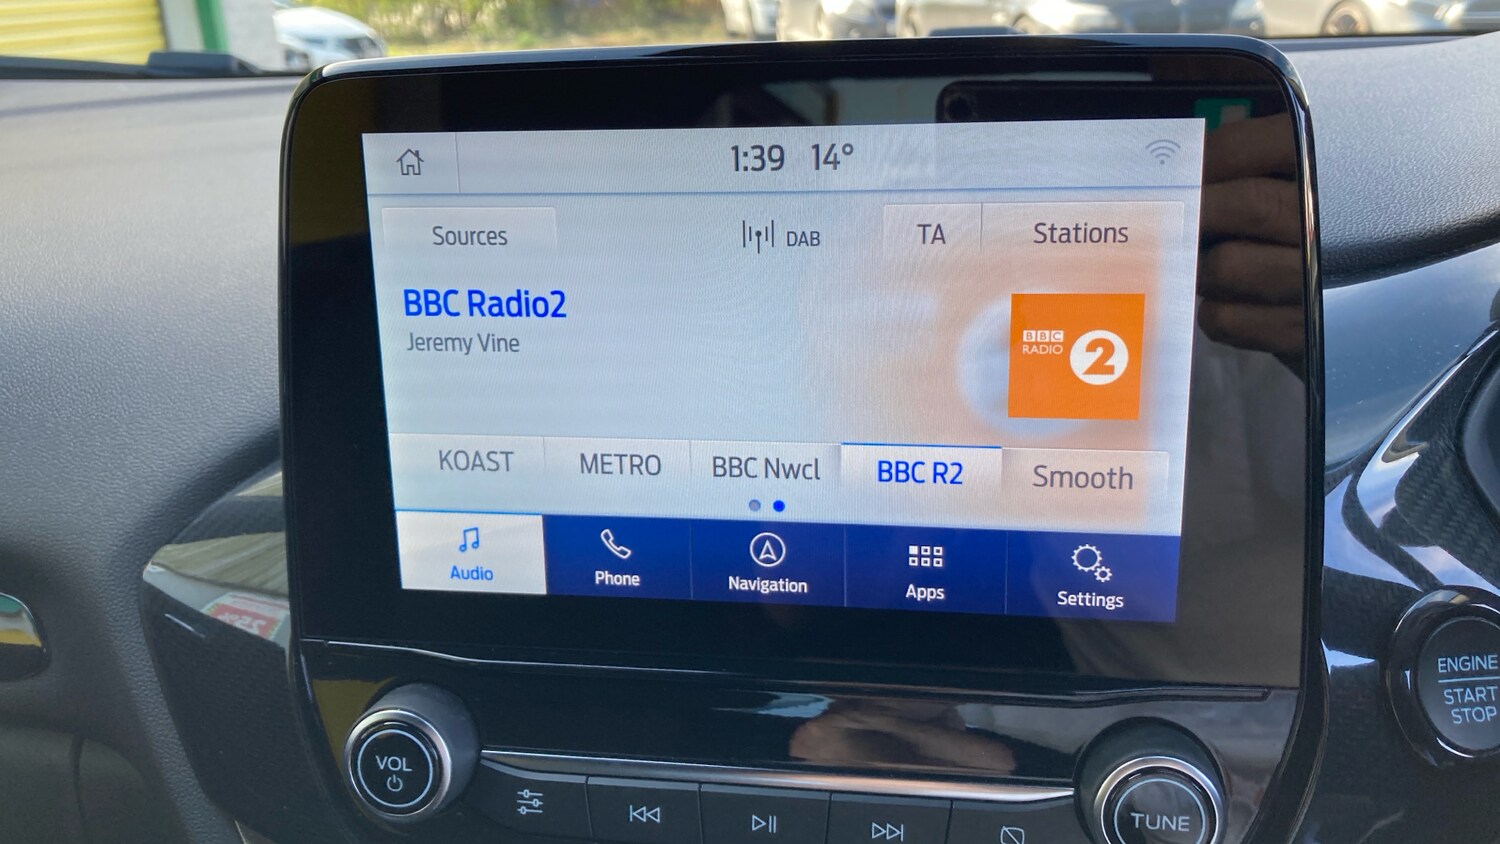 1:39 14°
Sources
DAB
TA
Stations
BBC Radio2
Jeremy Vine
BBC
RADIO
2
KOAST
METRO
BBC Nwcl
BBC R2
Smooth
Audio
Phone
Navigation
Apps
Settings
ENGINE
START
STOP
VOL
TUNE